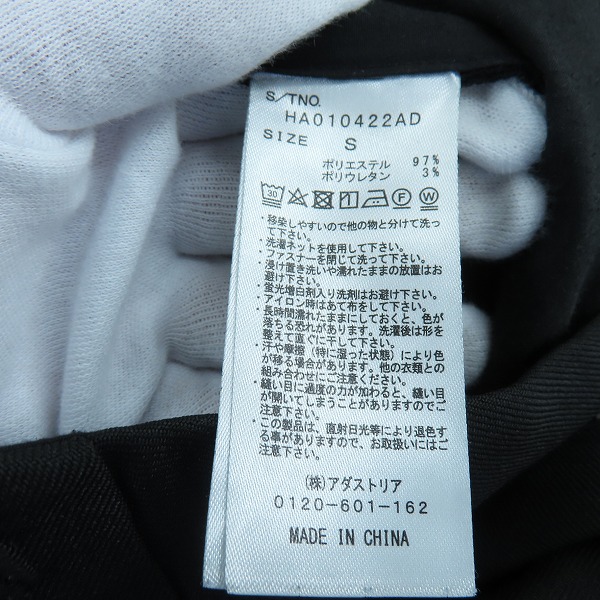 S/TNO.
HA010422AD
SIZE S
ポリエステル 97%
ポリウレタン 3%
30 F W
・移染しやすいので他の物と分けて洗っ
て下さい。
・洗濯ネットを使用して下さい。
・ファスナーを閉じて洗って下さい。
・浸け置き洗いや濡れたままの放置はお
避け下さい。
・蛍光増白剤入り洗剤はお避け下さい。
・アイロン時はあて布をして下さい。
・長時間濡れたままにしておくと、色が
落ちる恐れがあります。洗濯後は形を
整えて直ぐに干して下さい。
・汗や摩擦（特に湿った状態）により色
が移る場合があります。他の衣類との
組み合わせにご注意ください。
・縫い目に過度の力が加わると、縫い目
が開いてしまうことがありますのでご
注意下さい。
・この製品は、直射日光等により退色す
る事がありますので、お取扱いにはご
注意下さい。
(株)アダストリア
0120-601-162
MADE IN CHINA